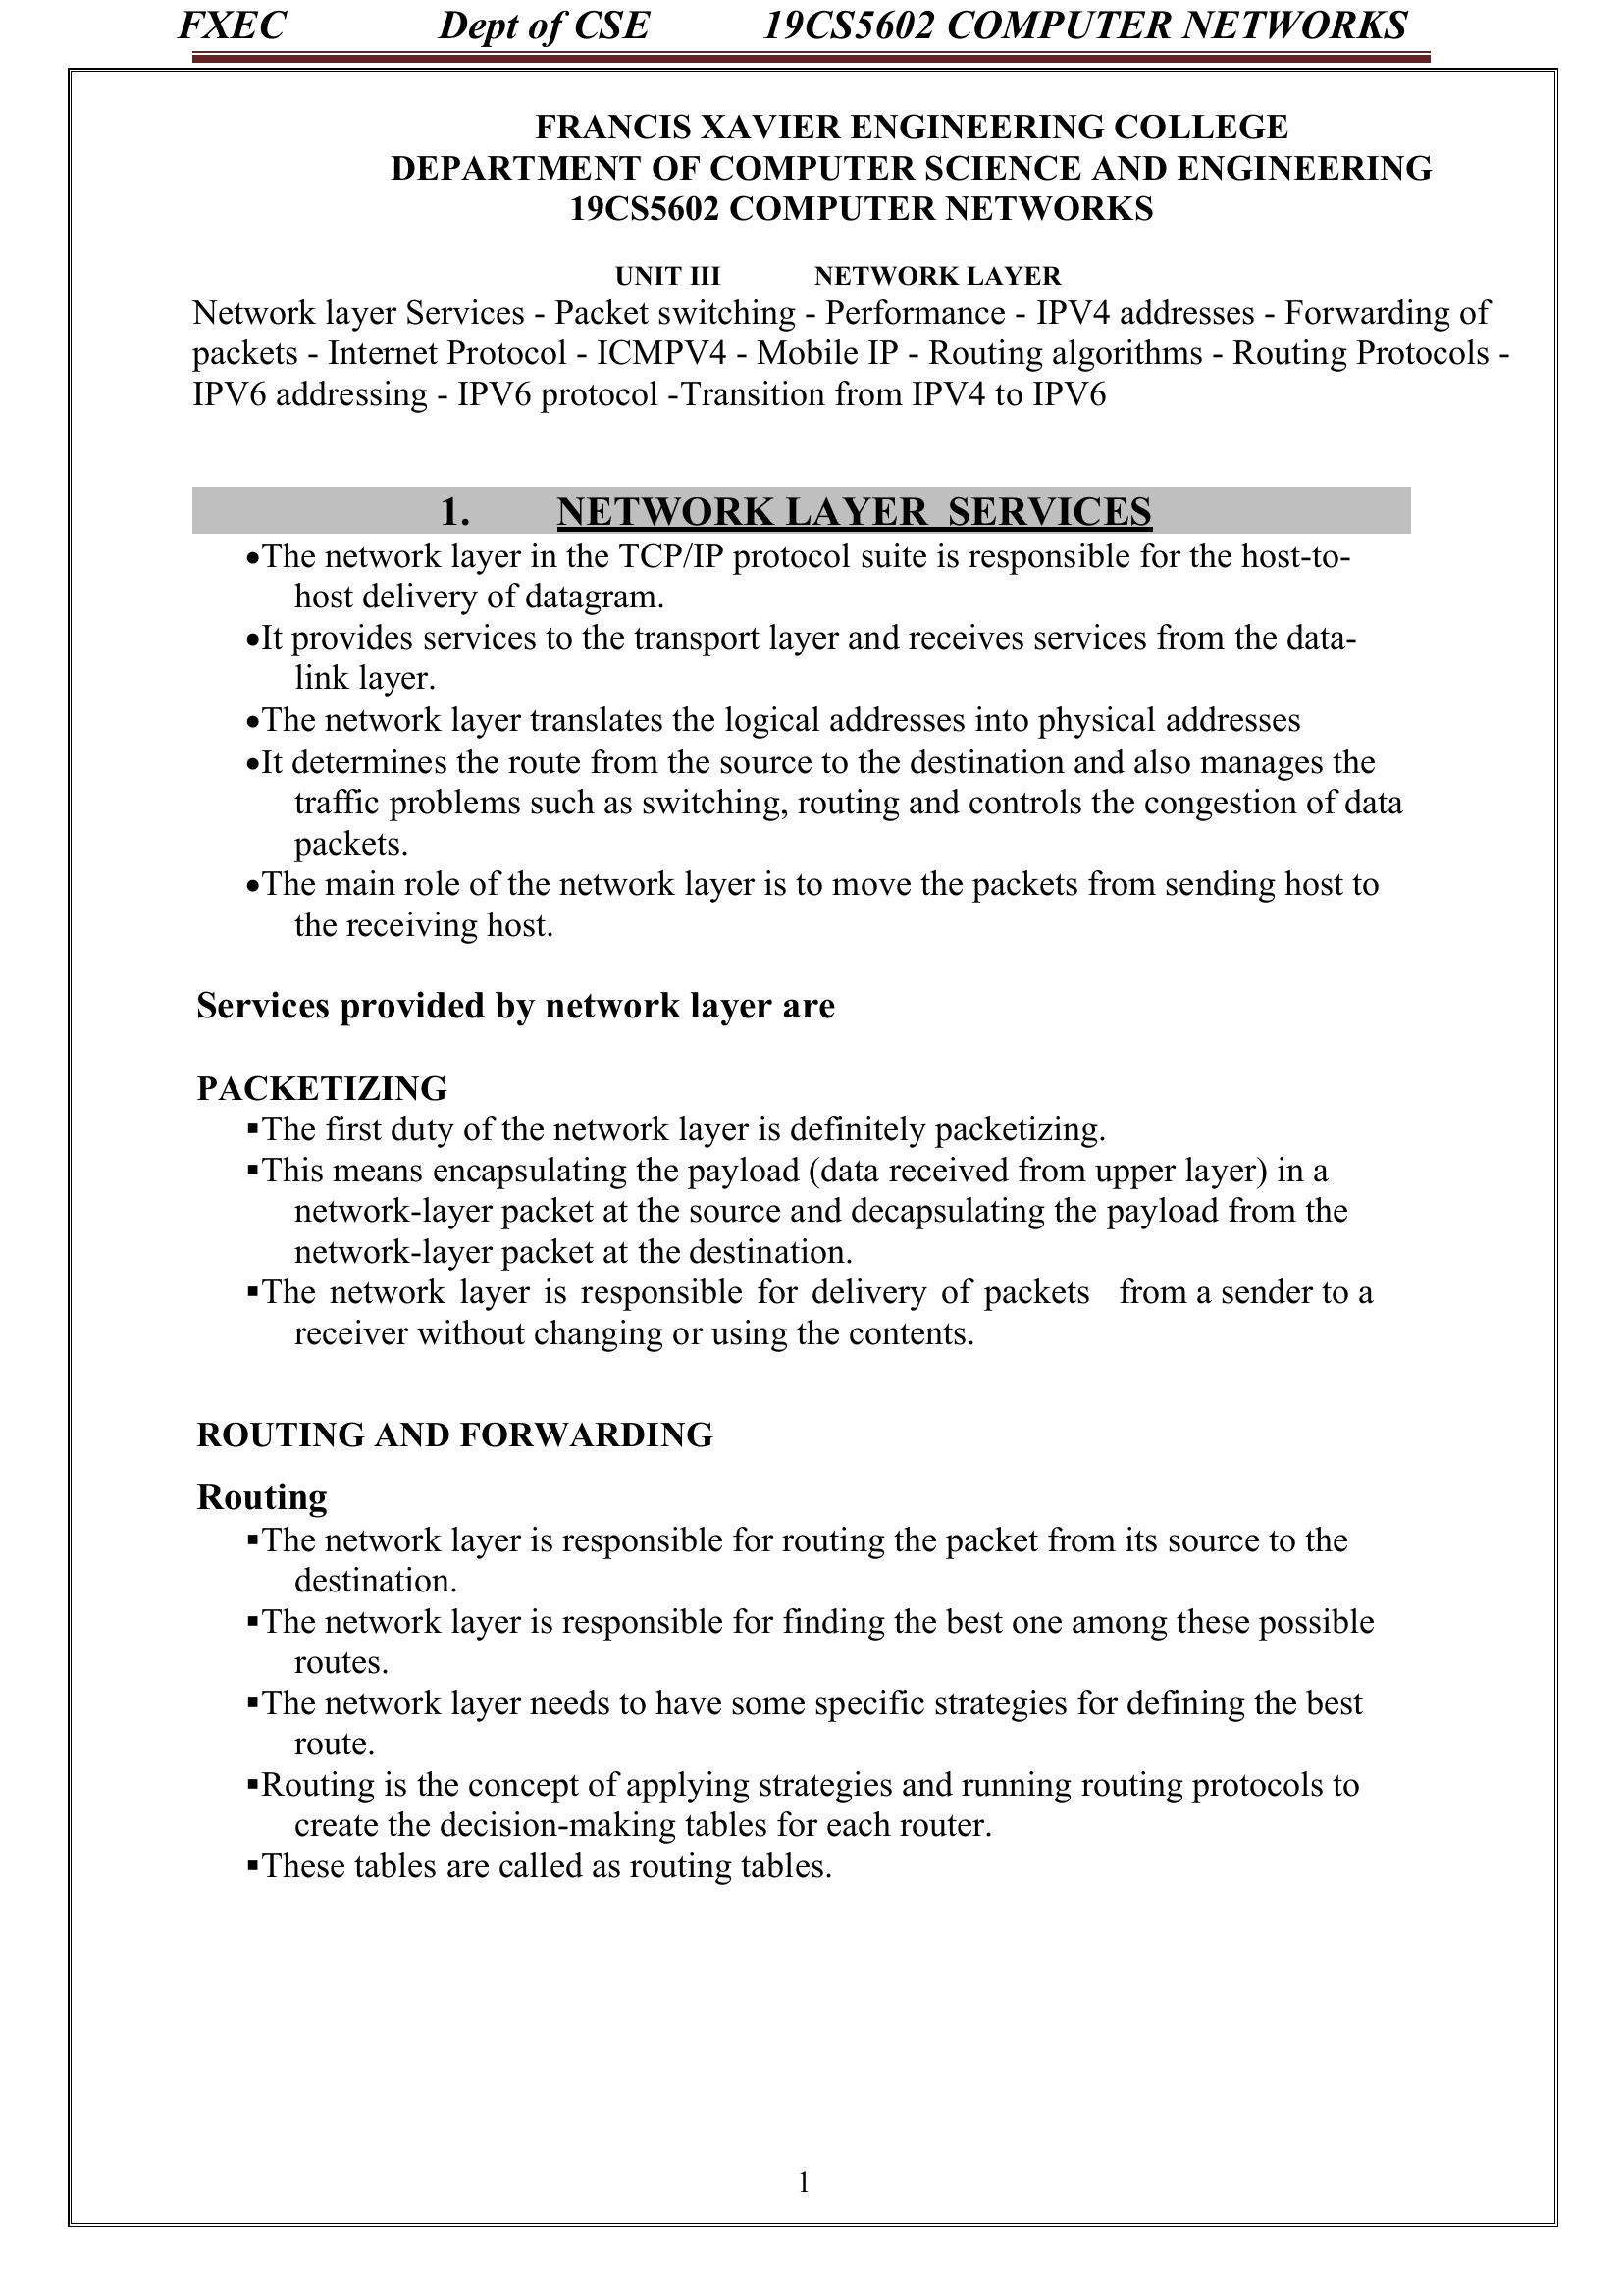 FXEC Dept of CSE 19CS5602 COMPUTER NETWORKS
FRANCIS XAVIER ENGINEERING COLLEGE
DEPARTMENT OF COMPUTER SCIENCE AND ENGINEERING
19CS5602 COMPUTER NETWORKS
UNIT III NETWORK LAYER
Network layer Services - Packet switching - Performance - IPV4 addresses - Forwarding of
packets - Internet Protocol - ICMPV4 - Mobile IP - Routing algorithms - Routing Protocols -
IPV6 addressing - IPV6 protocol -Transition from IPV4 to IPV6
1. NETWORK LAYER SERVICES
•The network layer in the TCP/IP protocol suite is responsible for the host-to-
host delivery of datagram.
•It provides services to the transport layer and receives services from the data-
link layer.
•The network layer translates the logical addresses into physical addresses
•It determines the route from the source to the destination and also manages the
traffic problems such as switching, routing and controls the congestion of data
packets.
•The main role of the network layer is to move the packets from sending host to
the receiving host.
Services provided by network layer are
PACKETIZING
▪The first duty of the network layer is definitely packetizing.
▪This means encapsulating the payload (data received from upper layer) in a
network-layer packet at the source and decapsulating the payload from the
network-layer packet at the destination.
▪The network layer is responsible for delivery of packets from a sender to a
receiver without changing or using the contents.
ROUTING AND FORWARDING
Routing
▪The network layer is responsible for routing the packet from its source to the
destination.
▪The network layer is responsible for finding the best one among these possible
routes.
▪The network layer needs to have some specific strategies for defining the best
route.
▪Routing is the concept of applying strategies and running routing protocols to
create the decision-making tables for each router.
▪These tables are called as routing tables.
1